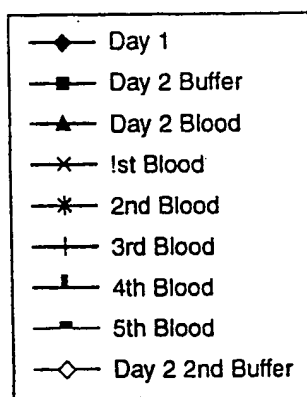 Day 1
Day 2 Buffer
Day 2 Blood
!st Blood
2nd Blood
3rd Blood
4th Blood
5th Blood
Day 2 2nd Buffer